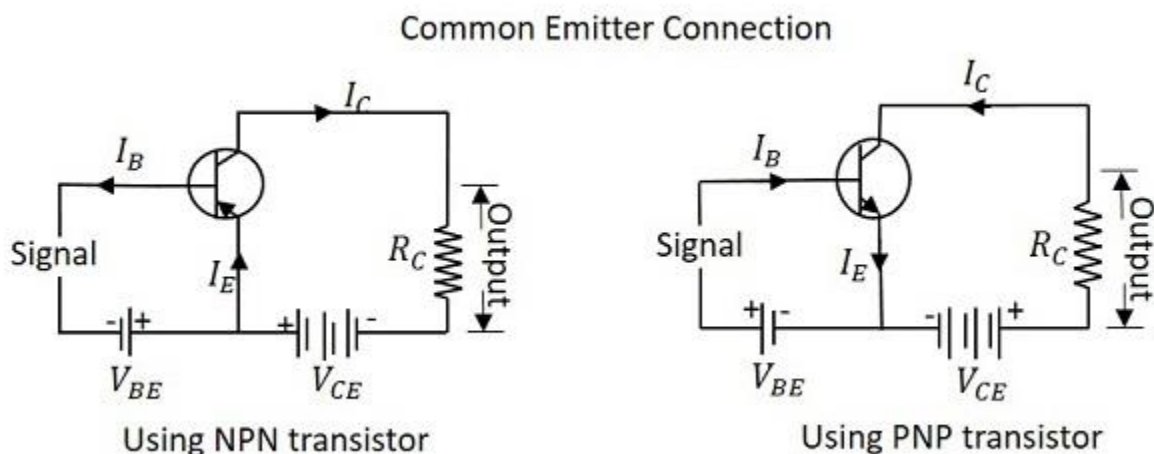 Common Emitter Connection
I_C
I_B
Signal
I_E
R_C
Output
- +
+ -
V_BE
V_CE
Using NPN transistor
I_C
I_B
Signal
I_E
R_C
Output
+ -
- +
V_BE
V_CE
Using PNP transistor